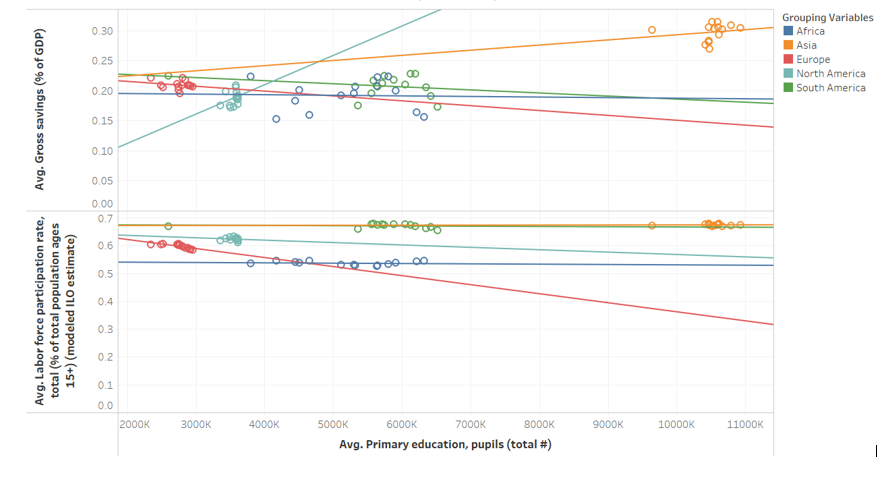 Grouping Variables
Africa
Asia
Europe
North America
South America
Avg. Gross savings (% of GDP)
0.30
0.25
0.20
0.15
0.10
0.05
0.00
Avg. Labor force participation rate,
total (% of total population ages
15+) (modeled ILO estimate)
0.7
0.6
0.5
0.4
0.3
0.2
0.1
0.0
2000K 3000K 4000K 5000K 6000K 7000K 8000K 9000K 10000K 11000K
Avg. Primary education, pupils (total #)